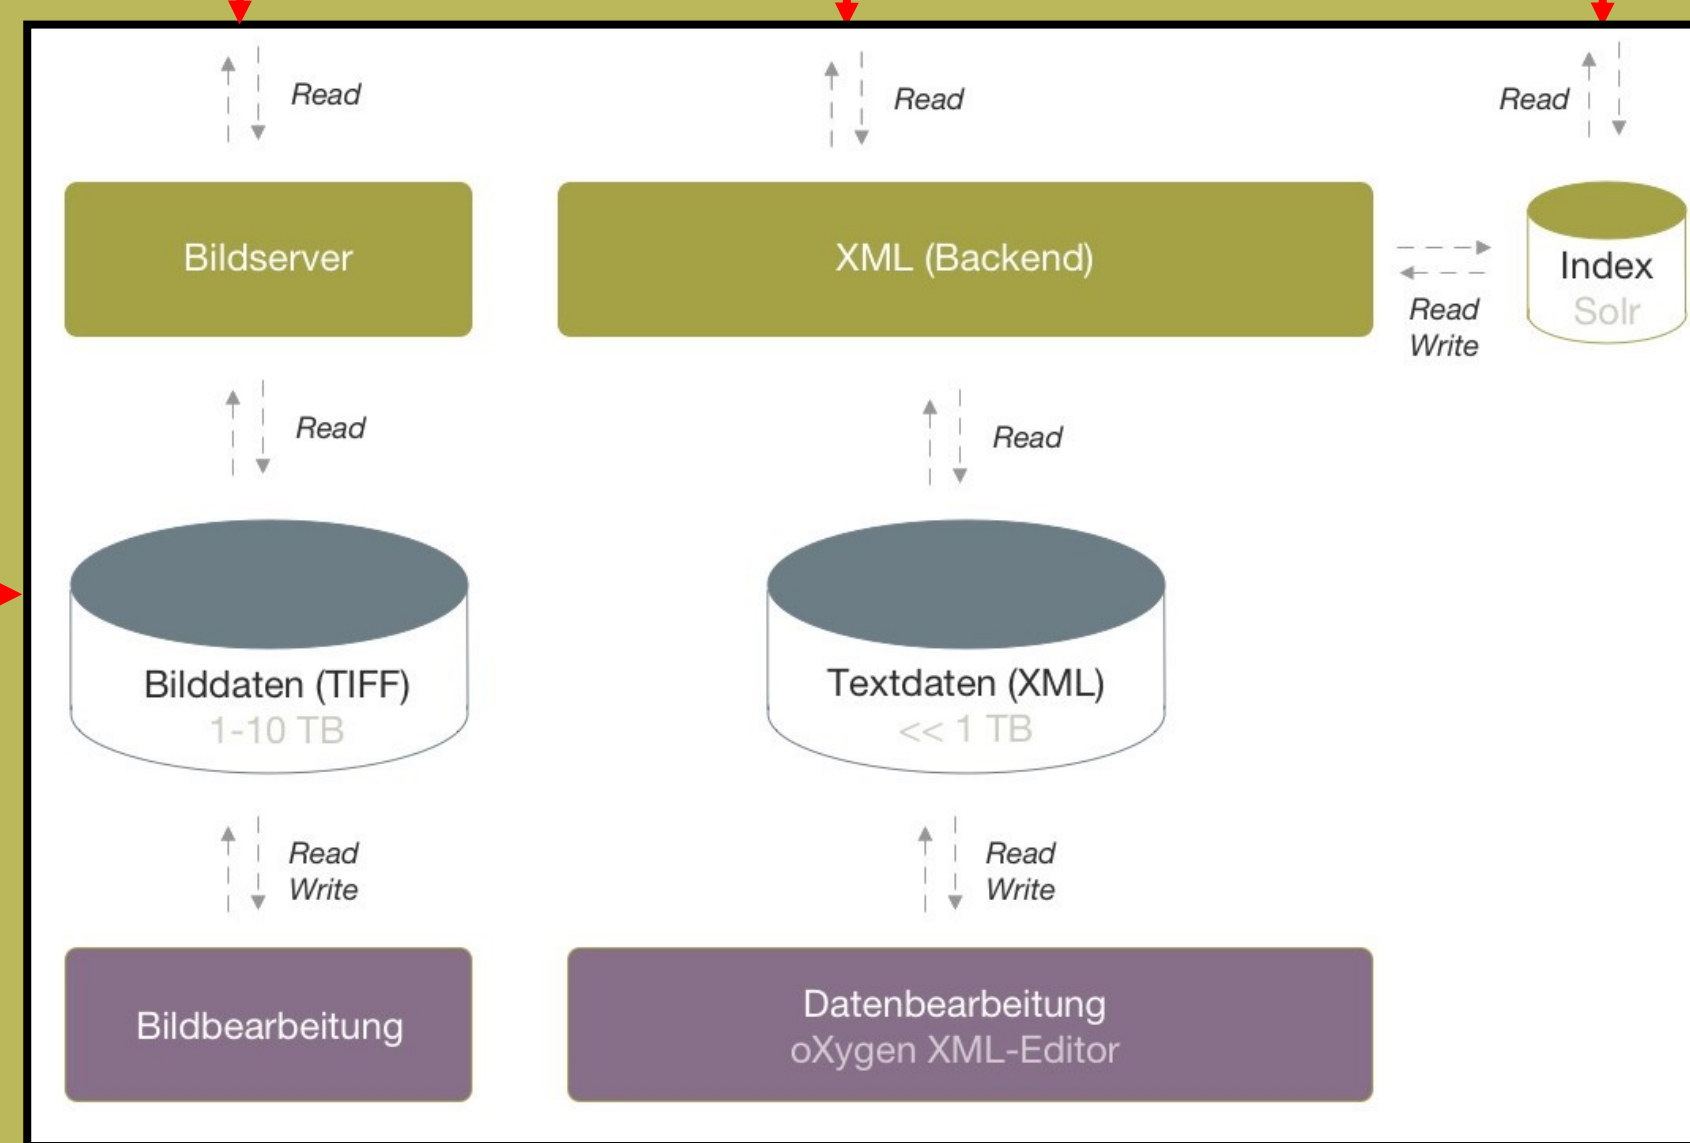 Read
Read
Read
Bildserver
XML (Backend)
Index
Solr
Read
Write
Read
Read
Bilddaten (TIFF)
1-10 TB
Textdaten (XML)
<< 1 TB
Read
Write
Read
Write
Bildbearbeitung
Datenbearbeitung
oXygen XML-Editor